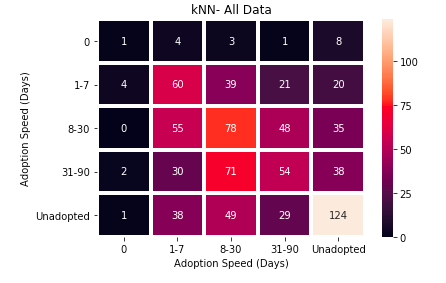 kNN- All Data
Adoption Speed (Days)
0 1 4 3 1 8
1-7 4 60 39 21 20
8-30 0 55 78 48 35
31-90 2 30 71 54 38
Unadopted 1 38 49 29 124
0 1-7 8-30 31-90 Unadopted
Adoption Speed (Days)
100
75
50
25
0